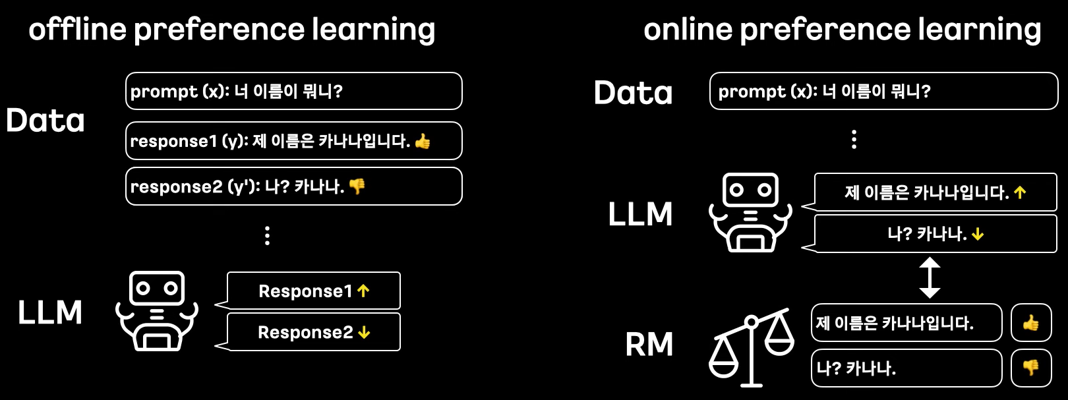 offline preference learning
Data
prompt (x): 너 이름이 뭐니?
response1 (y): 제 이름은 카나나입니다. 👍
response2 (y'): 나? 카나나. 👎
⋮
LLM
Response1 ↑
Response2 ↓
online preference learning
Data
prompt (x): 너 이름이 뭐니?
⋮
LLM
제 이름은 카나나입니다. ↑
나? 카나나. ↓
RM
제 이름은 카나나입니다. 👍
나? 카나나. 👎